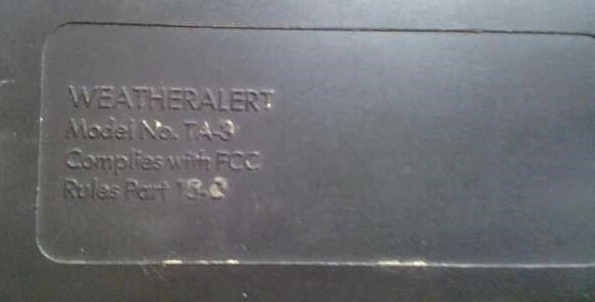 WEATHERALERT
Model No. TA-3
Complies with FCC
Rules Part 15-C